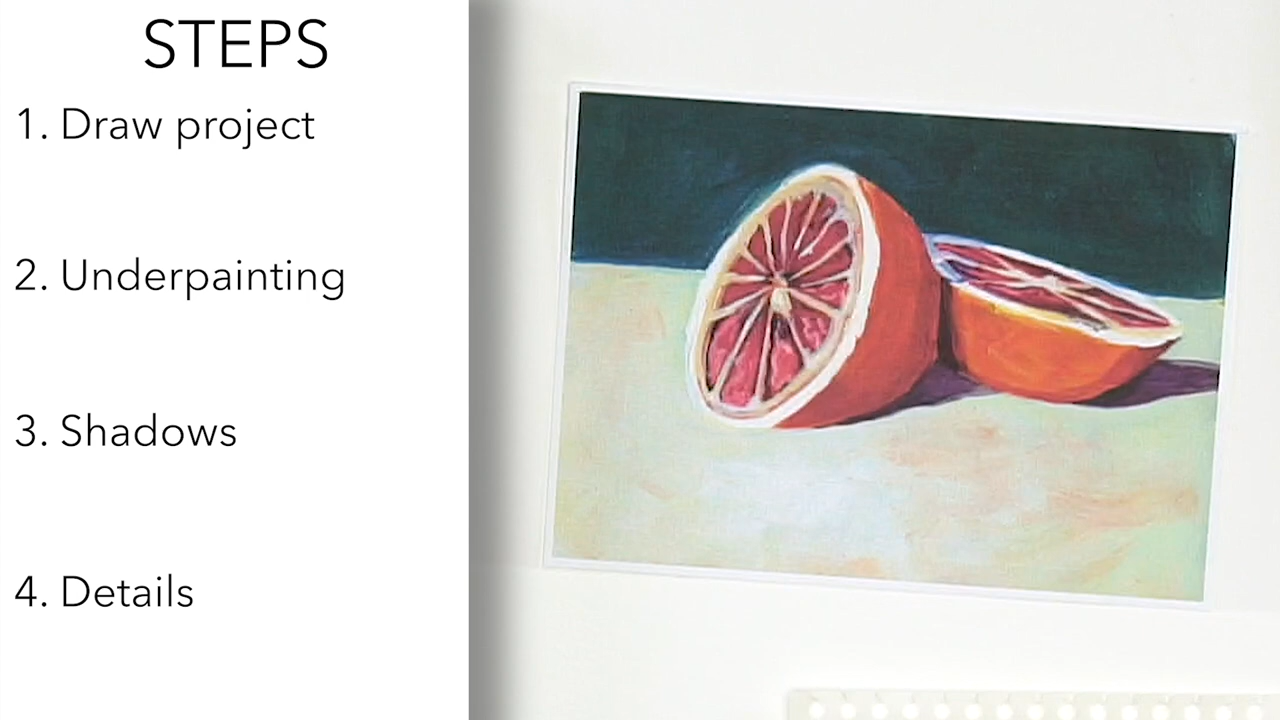 STEPS
1. Draw project
2. Underpainting
3. Shadows
4. Details